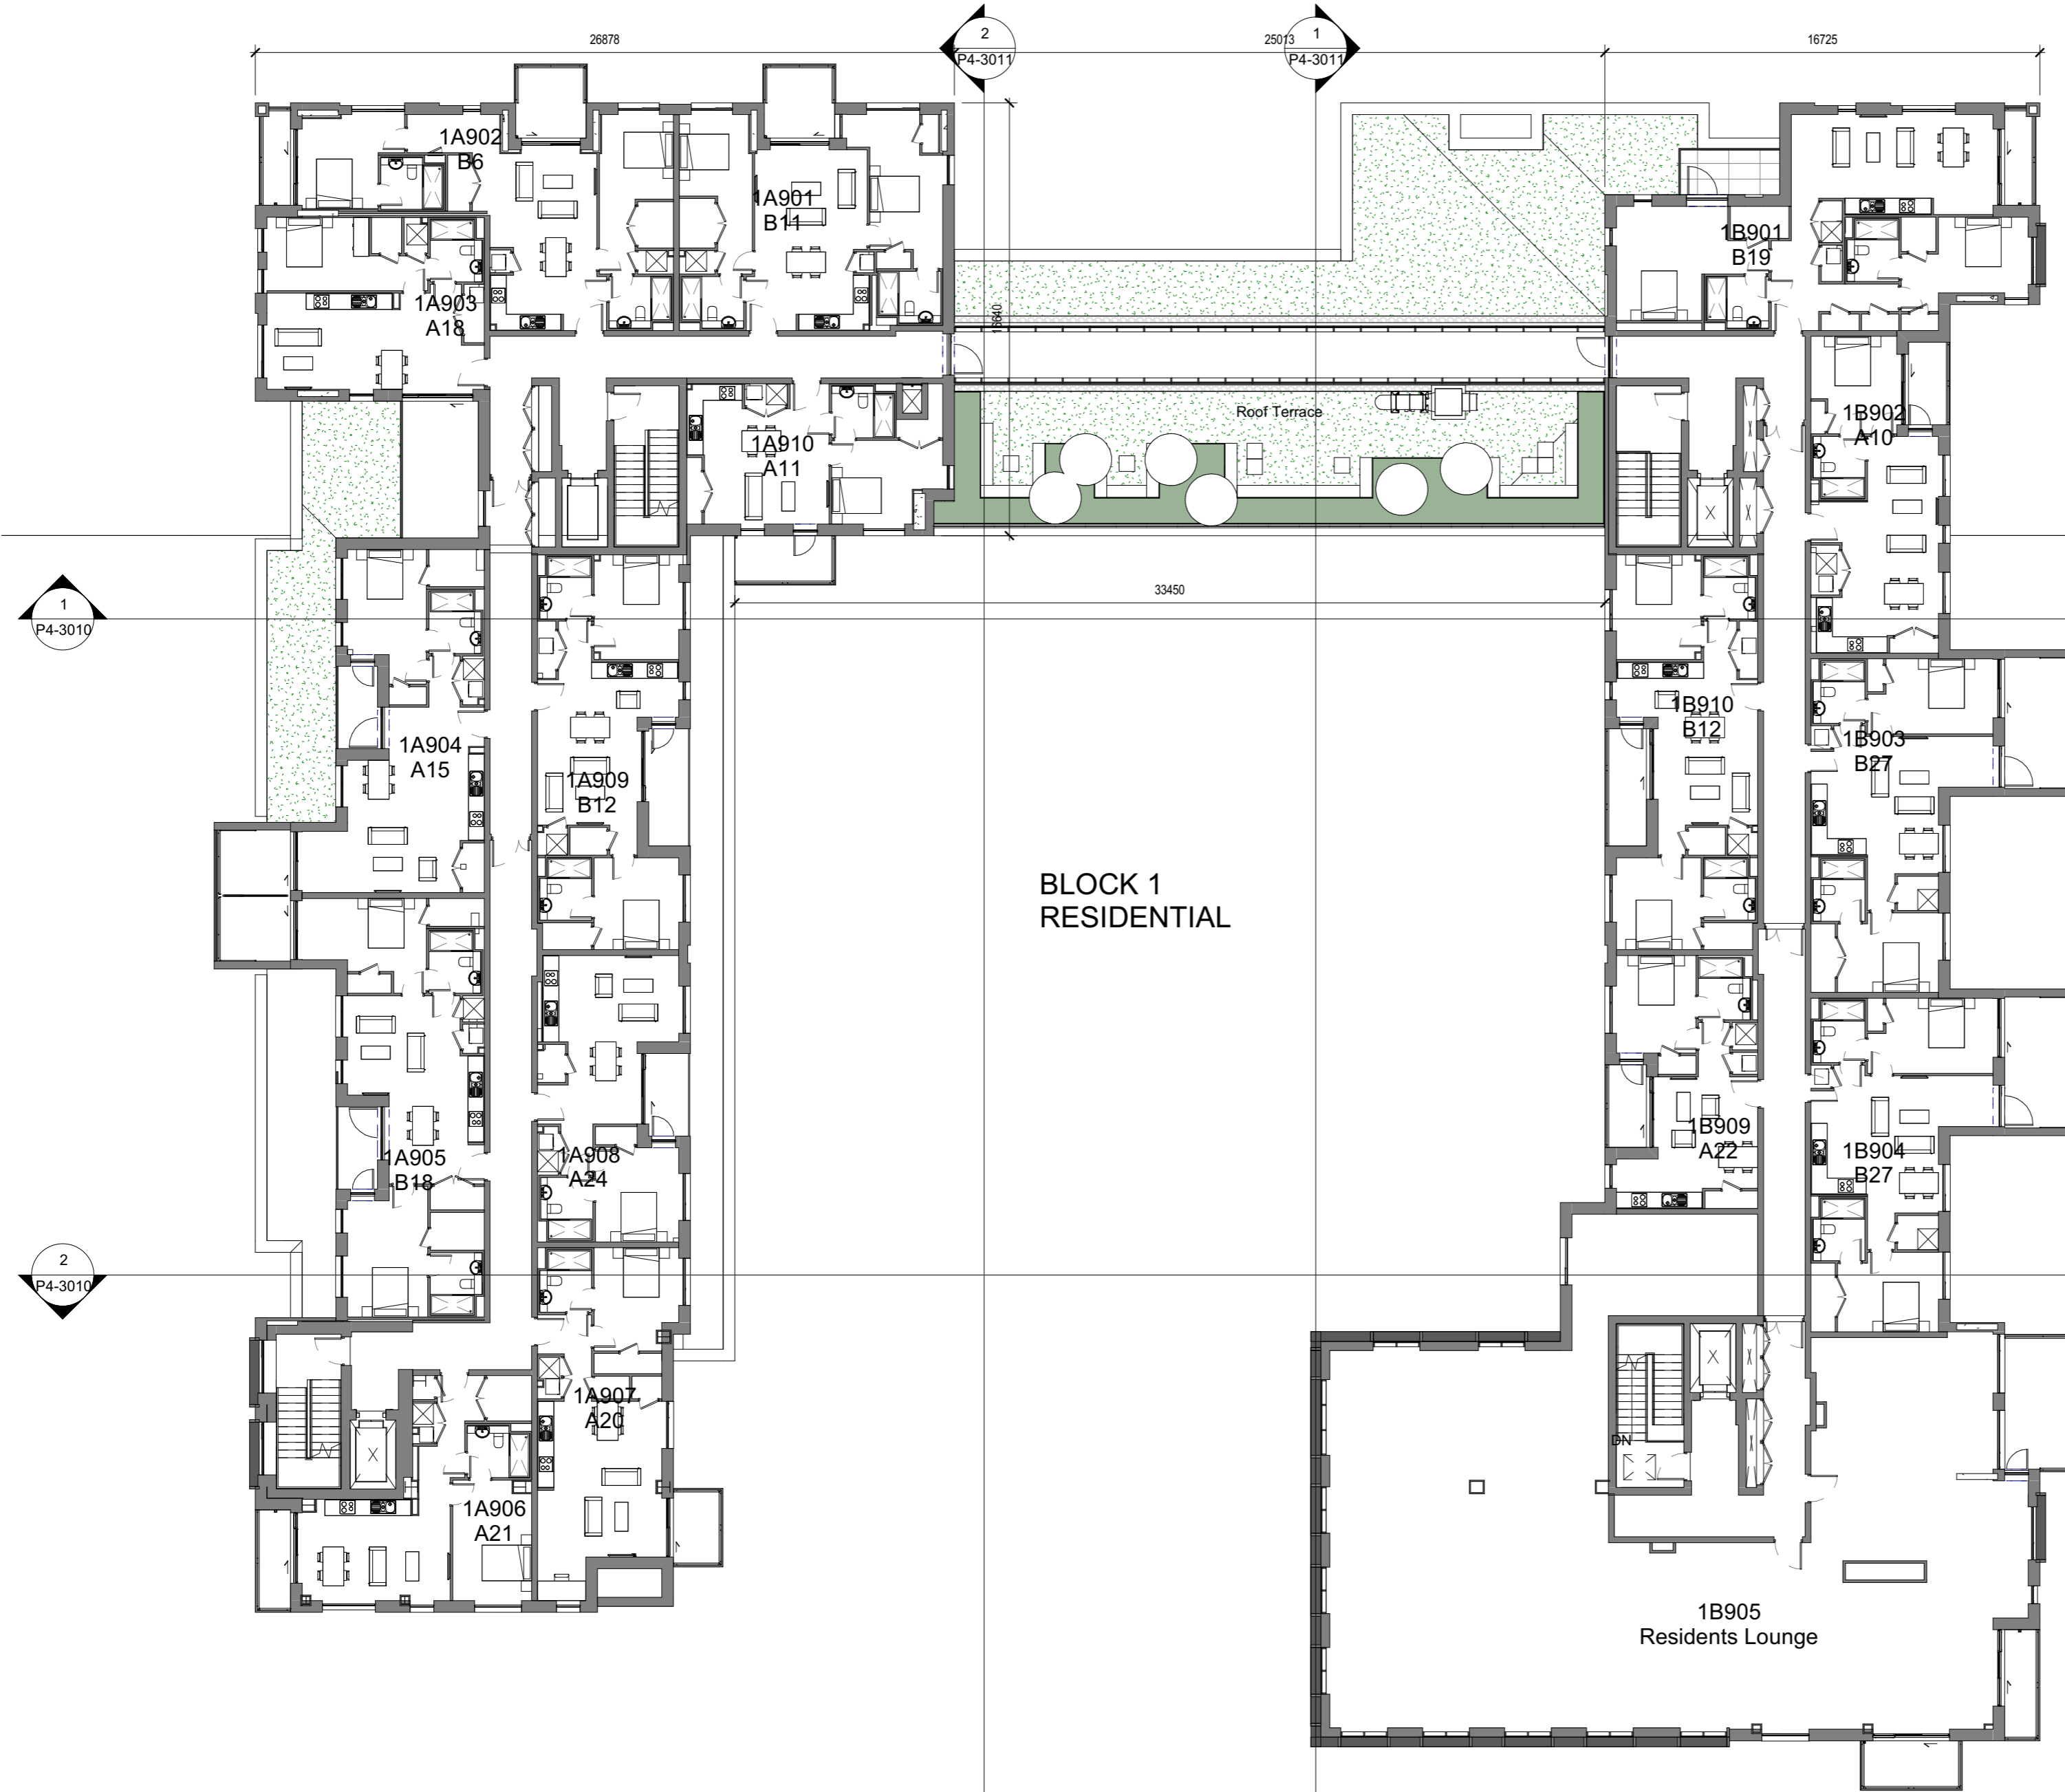 2
P4-3011
1
P4-3011
26878
25013
16725
1A902
B6
1A901
B11
1B901
B19
1A903
A18
16640
Roof Terrace
1A910
A11
1B902
A10
1
P4-3010
33450
1A904
A15
1A909
B12
1B910
B12
1B903
B27
BLOCK 1
RESIDENTIAL
1A905
B18
1A908
A24
1B909
A22
1B904
B27
2
P4-3010
1A907
A20
DN
1A906
A21
1B905
Residents Lounge